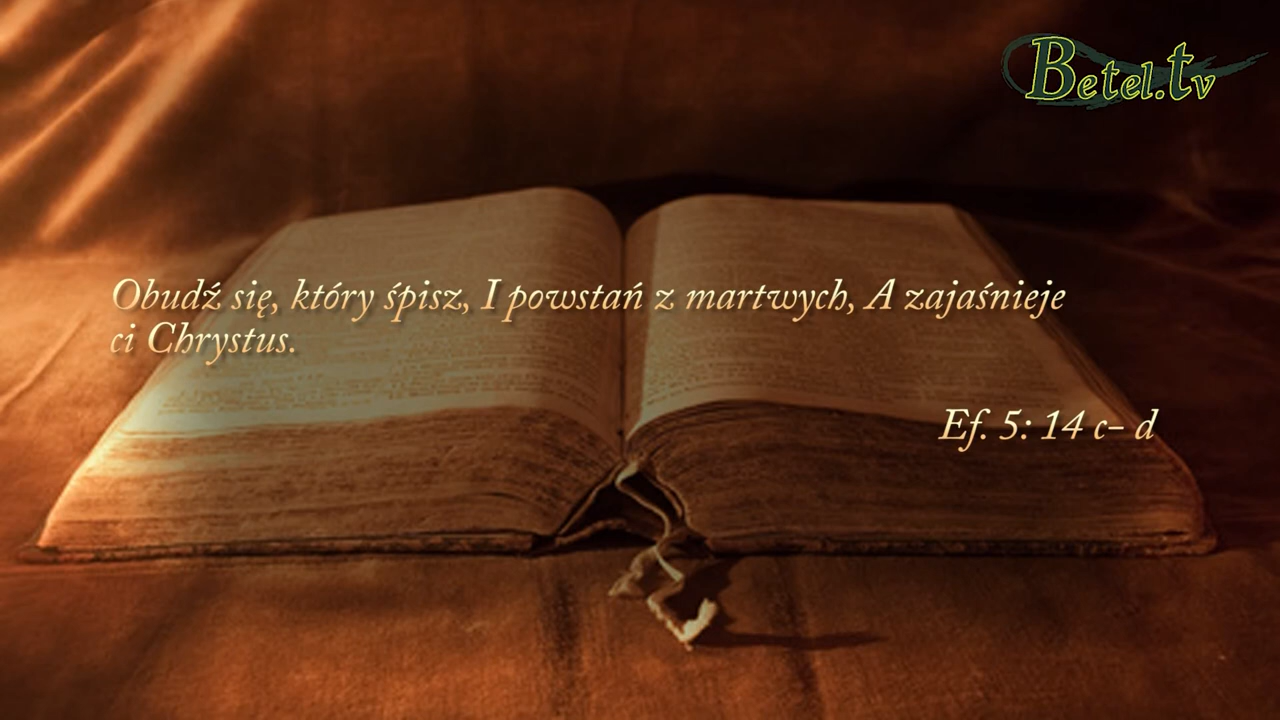 Betel.tv
Obudź się, który śpisz, I powstań z martwych, A zajaśnieje
ci Chrystus.
Ef. 5: 14 c- d